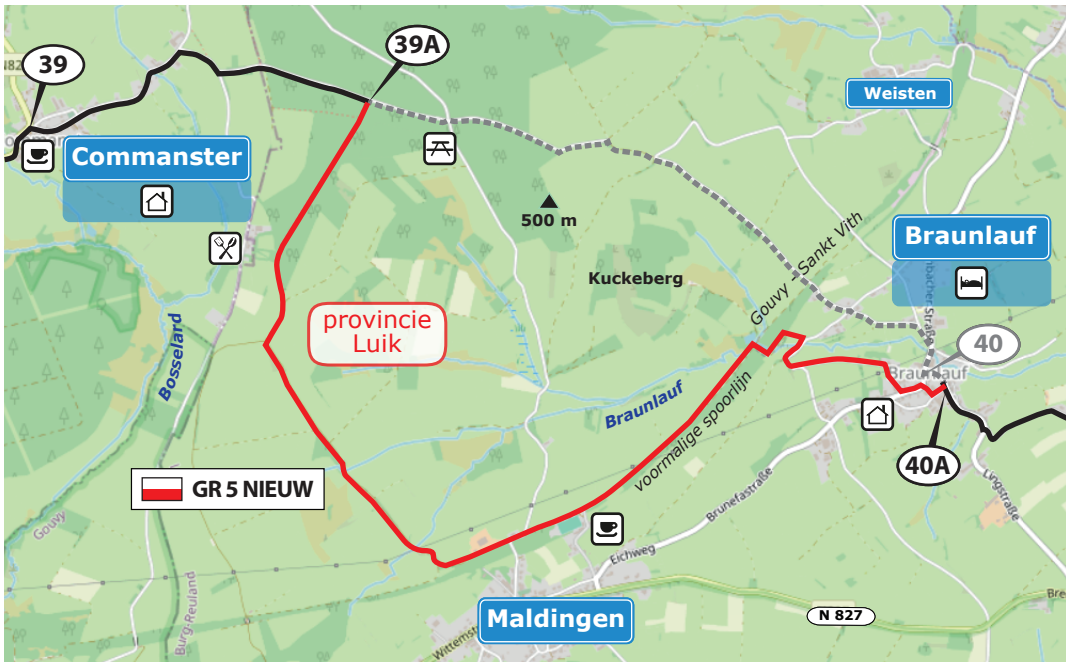 39
39A
N82
Commanster
Weisten
500 m
Kuckeberg
Gouvy - Sankt Vith
Braunlauf
provincie
Luik
Bosselard
Braunlauf
voormalige spoorlijn
40
Braunlauf
40A
GR 5 NIEUW
Brunefastraße
Lingstraße
Gouvy
Burg-Reuland
Eichweg
Maldingen
N 827